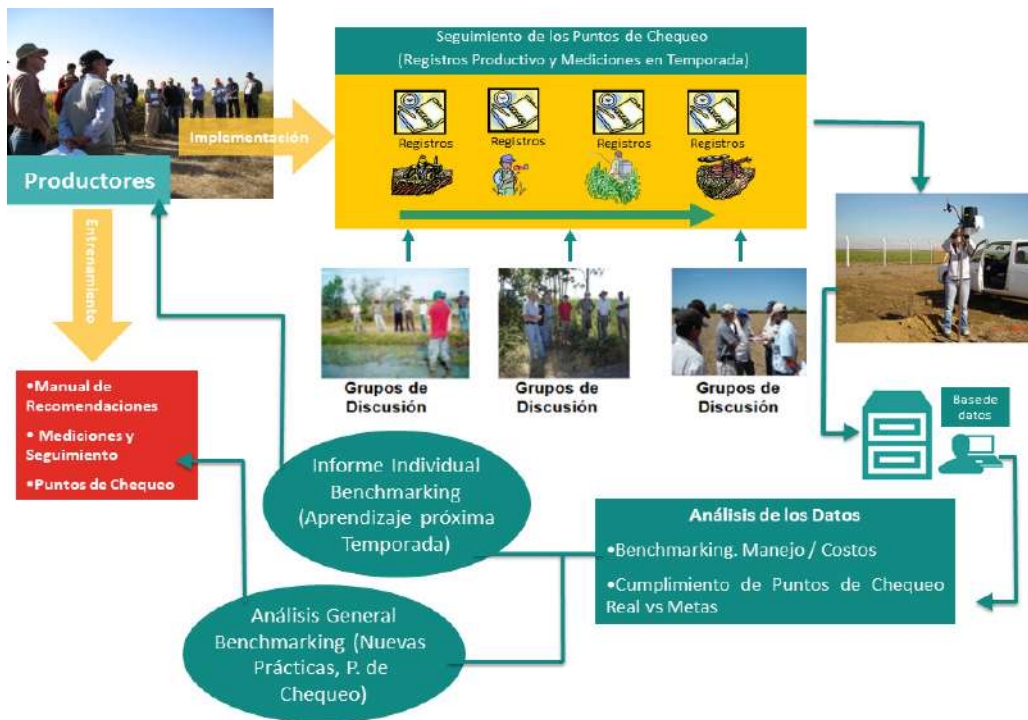 Seguimiento de los Puntos de Chequeo
(Registros Productivo y Mediciones en Temporada)
Implementación
Registros
Registros
Registros
Registros
Productores
Entrenamiento
Grupos de
Discusión
Grupos de
Discusión
Grupos de
Discusión
•Manual de
Recomendaciones
• Mediciones y
Seguimiento
•Puntos de Chequeo
Base de
datos
Informe Individual
Benchmarking
(Aprendizaje próxima
Temporada)
Análisis de los Datos
•Benchmarking. Manejo / Costos
•Cumplimiento de Puntos de Chequeo
Real vs Metas
Análisis General
Benchmarking (Nuevas
Prácticas, P. de
Chequeo)